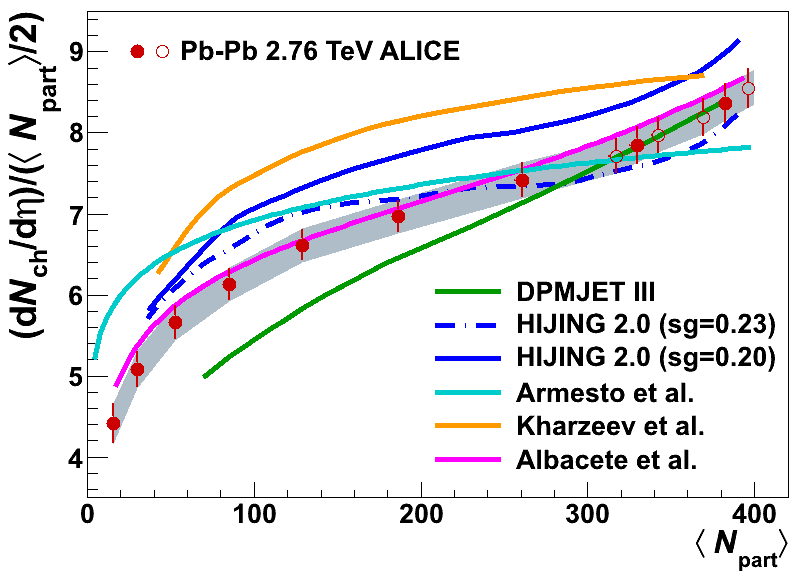 (dN_ch/dη)/(⟨N_part⟩/2)
9
8
7
6
5
4
Pb-Pb 2.76 TeV ALICE
DPMJET III
HIJING 2.0 (sg=0.23)
HIJING 2.0 (sg=0.20)
Armesto et al.
Kharzeev et al.
Albacete et al.
0 100 200 300 400
⟨N_part⟩